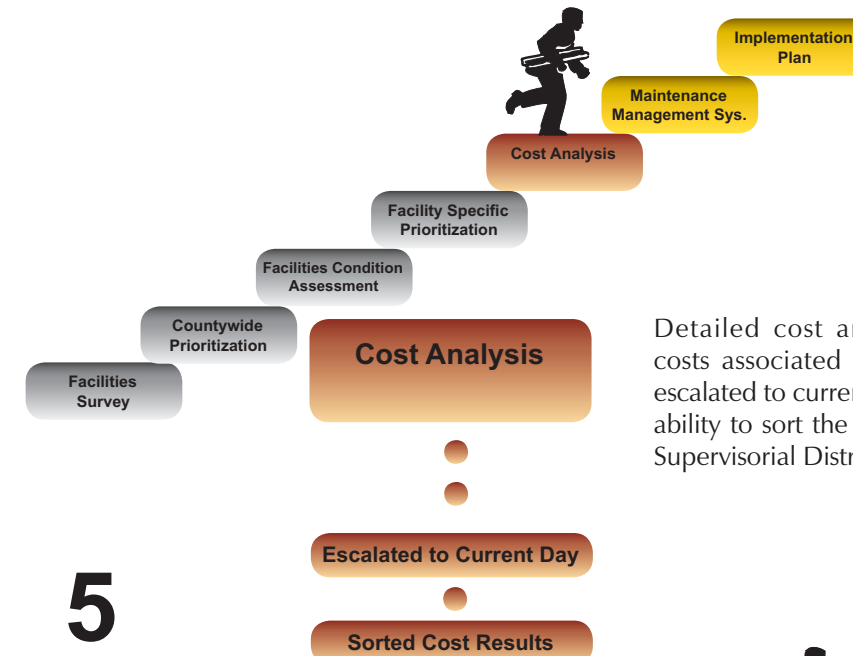 Implementation
Plan
Maintenance
Management Sys.
Cost Analysis
Facility Specific
Prioritization
Facilities Condition
Assessment
Countywide
Prioritization
Facilities
Survey
Cost Analysis
Detailed cost
costs associated
escalated to
ability to sort the
Supervisorial
Escalated to Current Day
5
Sorted Cost Results